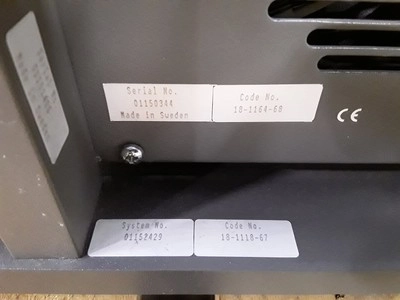 Serial No.
01150344
Made in Sweden
Code No.
18-1164-68
CE
System No.
01152429
Code No.
18-1118-67